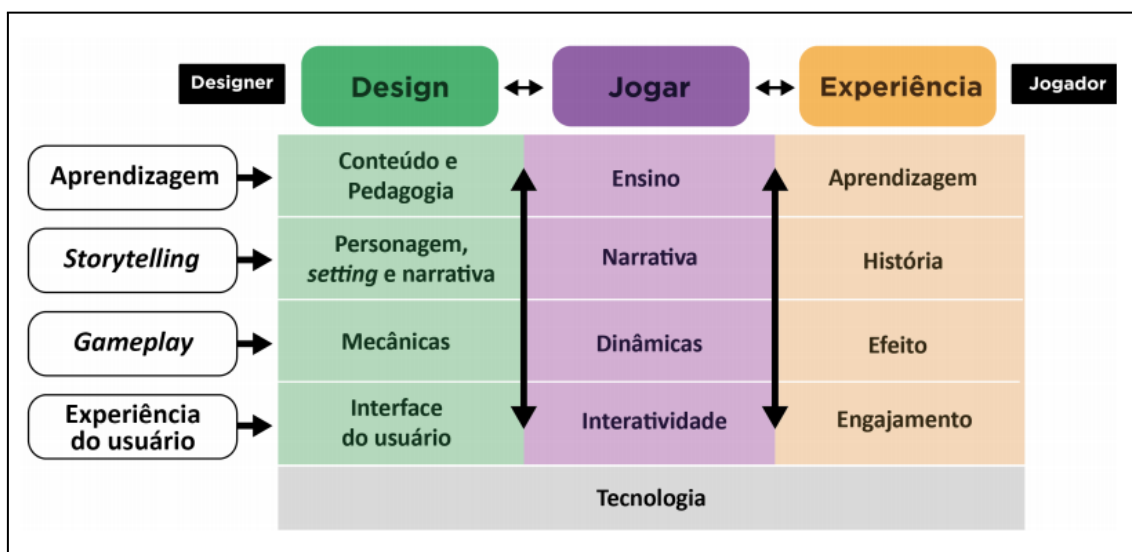 Designer
Design
Jogar
Experiência
Jogador
Aprendizagem
Conteúdo e
Pedagogia
Ensino
Aprendizagem
Storytelling
Personagem,
setting e narrativa
Narrativa
História
Gameplay
Mecânicas
Dinâmicas
Efeito
Experiência
do usuário
Interface
do usuário
Interatividade
Engajamento
Tecnologia